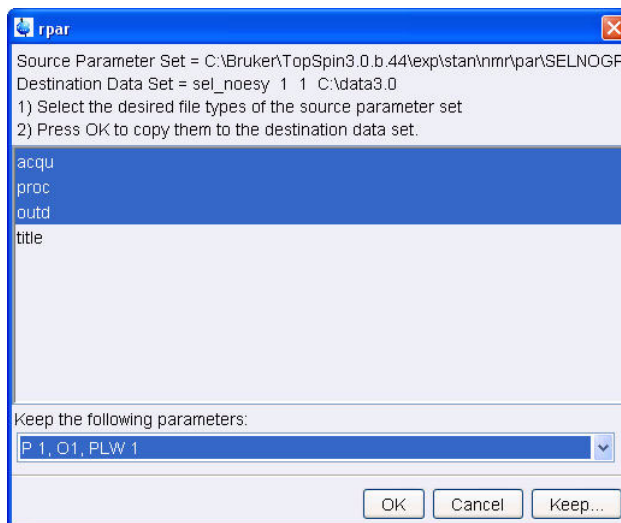 rpar
Source Parameter Set = C:\Bruker\TopSpin3.0.b.44\exp\stan\nmr\par\SELNOGP
Destination Data Set = sel_noesy 1 1 C:\data3.0
1) Select the desired file types of the source parameter set
2) Press OK to copy them to the destination data set.
acqu
proc
outd
title
Keep the following parameters:
P 1, O1, PLW 1
OK Cancel Keep...